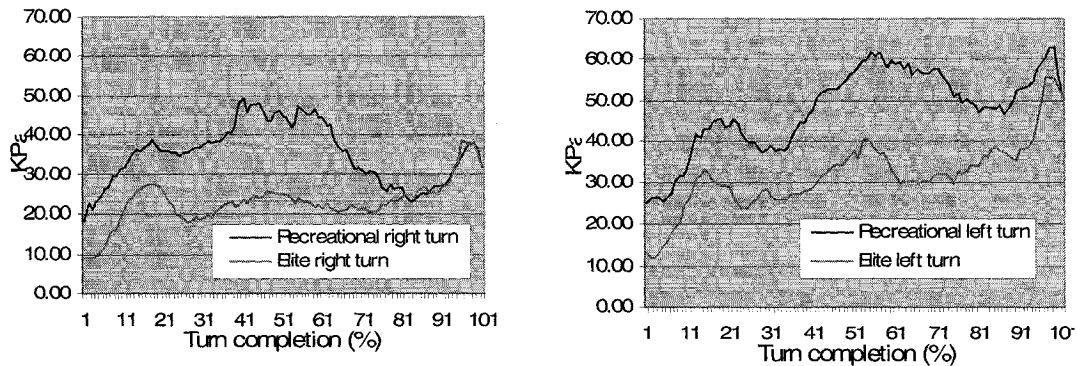 70.00
60.00
50.00
40.00
30.00
20.00
10.00
0.00
KPa
Recreational right turn
Elite right turn
1 11 21 31 41 51 61 71 81 91 101
Turn completion (%)
70.00
60.00
50.00
40.00
30.00
20.00
10.00
0.00
KPa
Recreational left turn
Elite left turn
1 11 21 31 41 51 61 71 81 91 10
Turn completion (%)